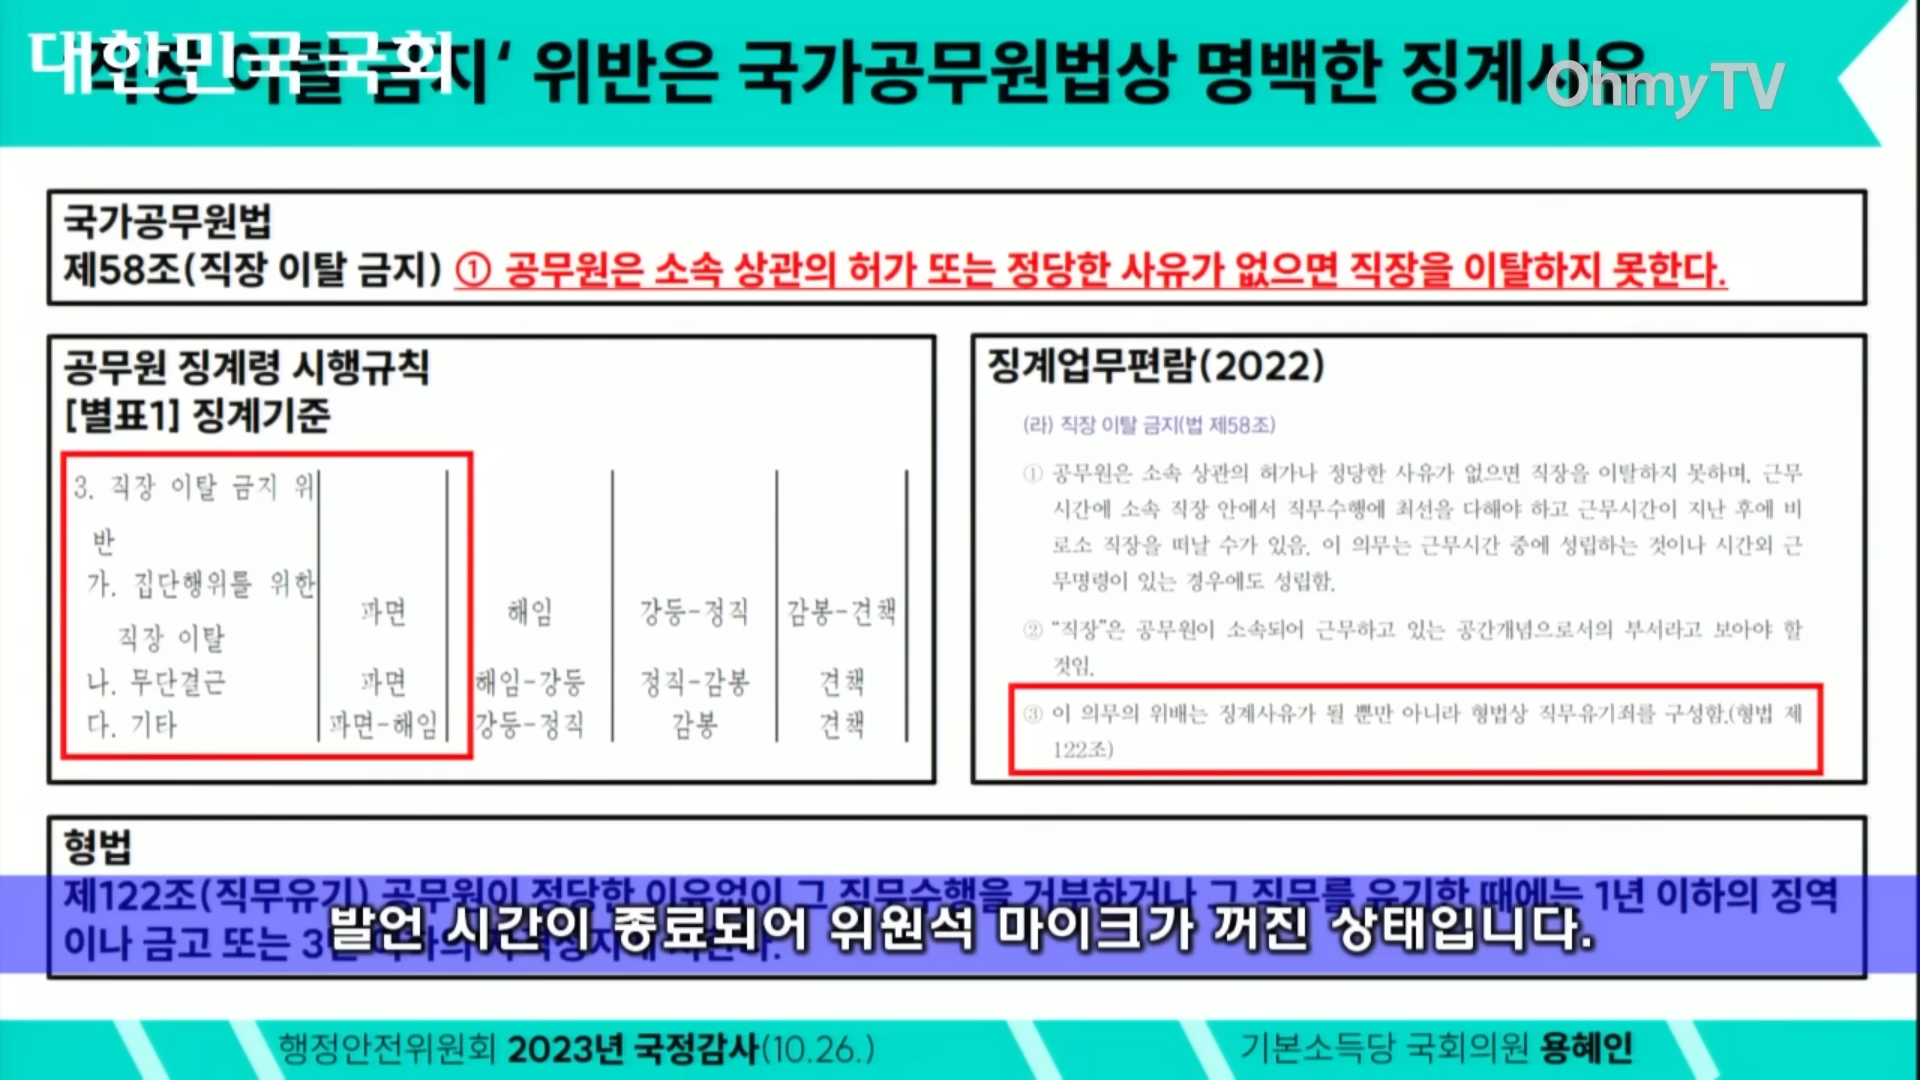 대한민국 국회
이탈 금지‘ 위반은 국가공무원법상 명백한 징계사유
OhmyTV
국가공무원법
제58조(직장 이탈 금지) ① 공무원은 소속 상관의 허가 또는 정당한 사유가 없으면 직장을 이탈하지 못한다.
공무원 징계령 시행규칙
[별표1] 징계기준
3. 직장 이탈 금지 위
반
가. 집단행위를 위한
직장 이탈 파면 해임 강등-정직 감봉-견책
나. 무단결근 파면 해임-강등 정직-감봉 견책
다. 기타 파면-해임 강등-정직 감봉 견책
징계업무편람(2022)
(라) 직장 이탈 금지(법 제58조)
① 공무원은 소속 상관의 허가나 정당한 사유가 없으면 직장을 이탈하지 못하며, 근무
시간에 소속 직장 안에서 직무수행에 최선을 다해야 하고 근무시간이 지난 후에 비
로소 직장을 떠날 수가 있음. 이 의무는 근무시간 중에 성립하는 것이나 시간외 근
무명령이 있는 경우에도 성립함.
② “직장”은 공무원이 소속되어 근무하고 있는 공간개념으로서의 부서라고 보아야 할
것임.
③ 이 의무의 위배는 징계사유가 될 뿐만 아니라 형법상 직무유기죄를 구성함.(형법 제
122조)
형법
제122조(직무유기) 공무원이 정당한 이유없이 그 직무수행을 거부하거나 그 직무를 유기한 때에는 1년 이하의 징역
이나 금고 또는 3년
발언 시간이 종료되어 위원석 마이크가 꺼진 상태입니다.
행정안전위원회 2023년 국정감사(10.26.)
기본소득당 국회의원 용혜인